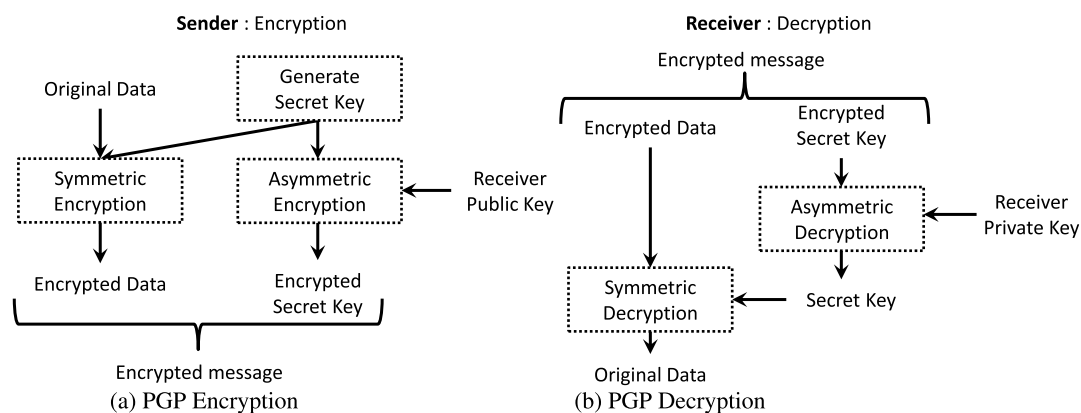 Sender : Encryption
Original Data
Generate
Secret Key
Symmetric
Encryption
Asymmetric
Encryption
Receiver
Public Key
Encrypted Data
Encrypted
Secret Key
Encrypted message
(a) PGP Encryption
Receiver : Decryption
Encrypted message
Encrypted Data
Encrypted
Secret Key
Asymmetric
Decryption
Receiver
Private Key
Symmetric
Decryption
Secret Key
Original Data
(b) PGP Decryption